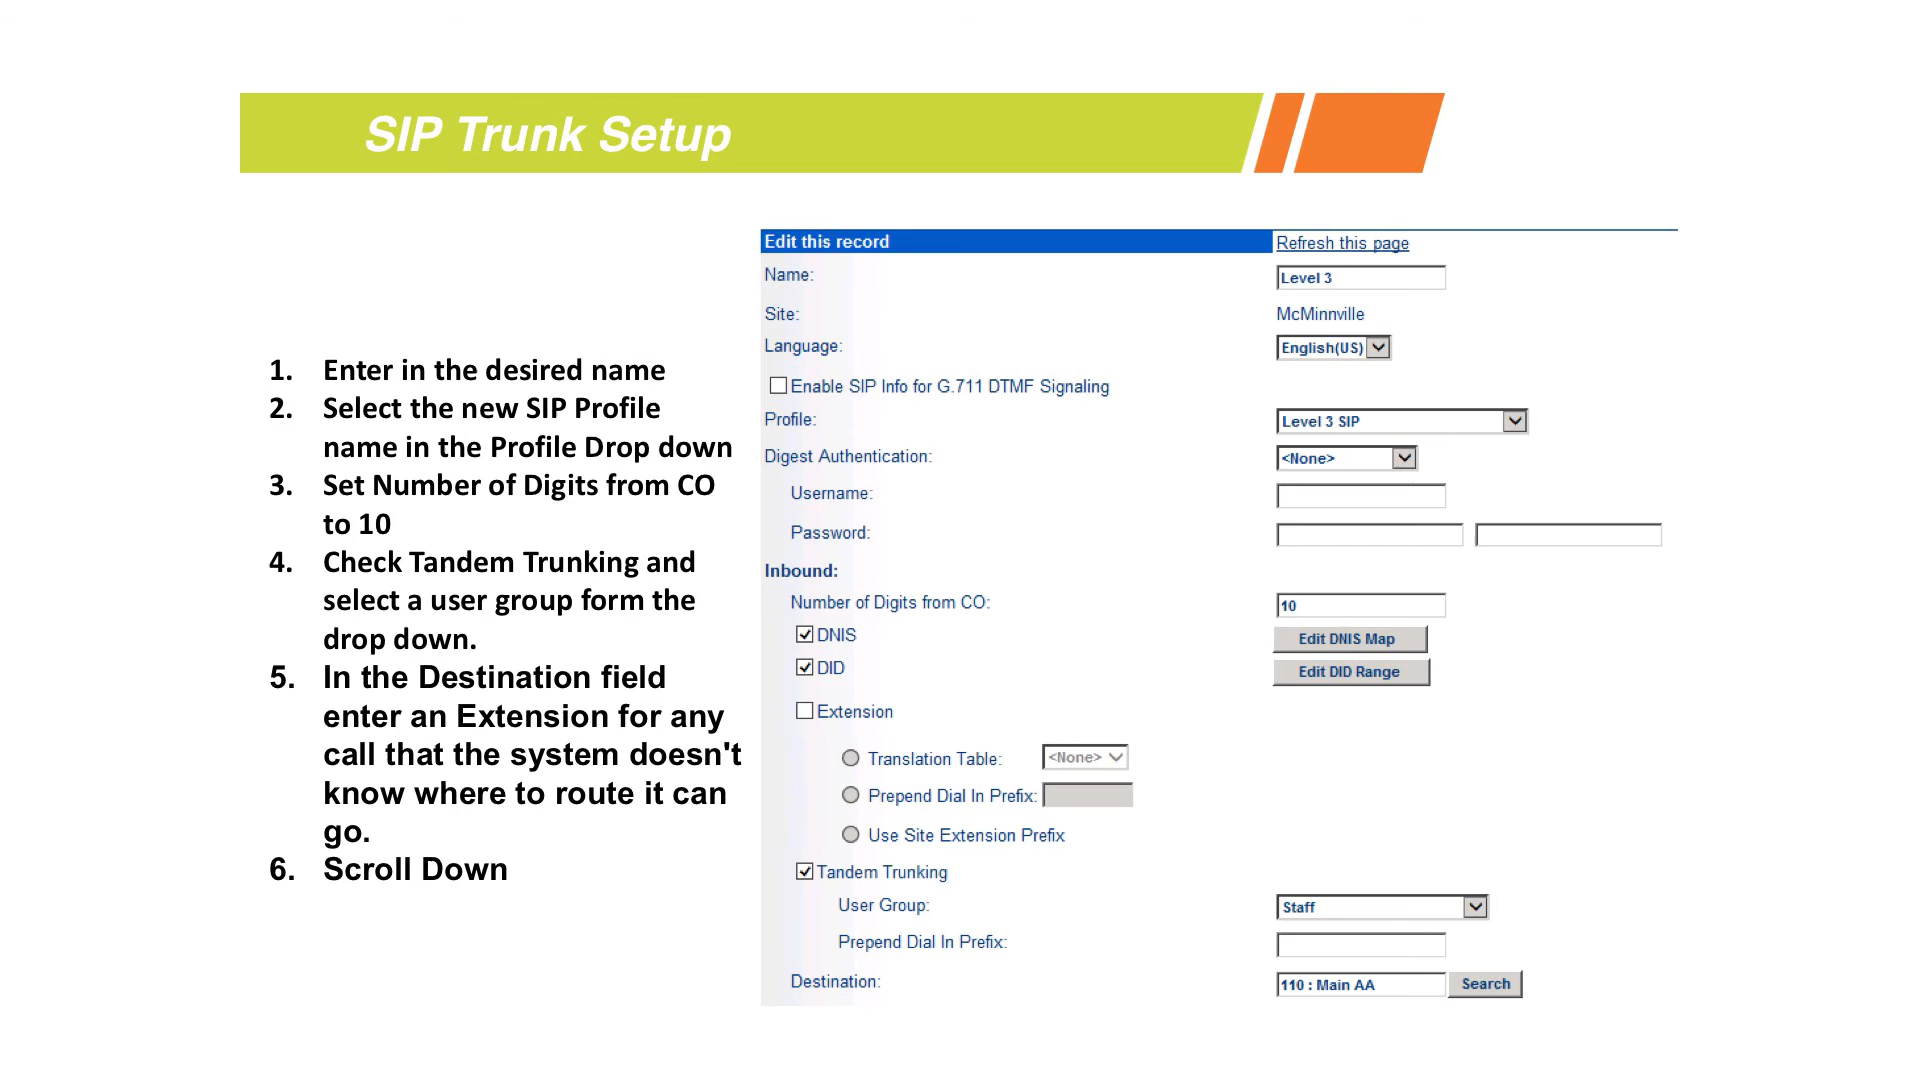 SIP Trunk Setup
1. Enter in the desired name
2. Select the new SIP Profile
name in the Profile Drop down
3. Set Number of Digits from CO
to 10
4. Check Tandem Trunking and
select a user group form the
drop down.
5. In the Destination field
enter an Extension for any
call that the system doesn't
know where to route it can
go.
6. Scroll Down
Edit this record Refresh this page
Name: Level 3
Site: McMinnville
Language: English(US)
Enable SIP Info for G.711 DTMF Signaling
Profile: Level 3 SIP
Digest Authentication: <None>
Username:
Password:
Inbound:
Number of Digits from CO: 10
DNIS Edit DNIS Map
DID Edit DID Range
Extension
Translation Table: <None>
Prepend Dial In Prefix:
Use Site Extension Prefix
Tandem Trunking
User Group: Staff
Prepend Dial In Prefix:
Destination: 110 : Main AA Search